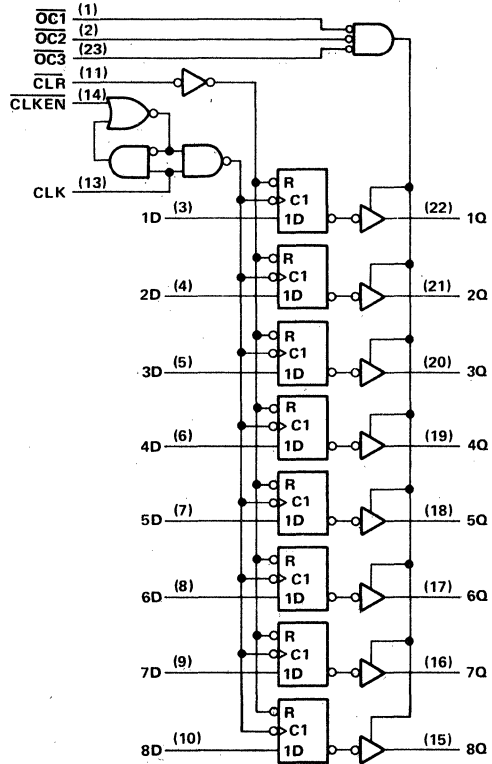 OC1 (1)
OC2 (2)
OC3 (23)
CLR (11)
CLKEN (14)
CLK (13)
R
C1
1D (3) 1D (22) 1Q
R
C1
2D (4) 1D (21) 2Q
R
C1
3D (5) 1D (20) 3Q
R
C1
4D (6) 1D (19) 4Q
R
C1
5D (7) 1D (18) 5Q
R
C1
6D (8) 1D (17) 6Q
R
C1
7D (9) 1D (16) 7Q
R
C1
8D (10) 1D (15) 8Q